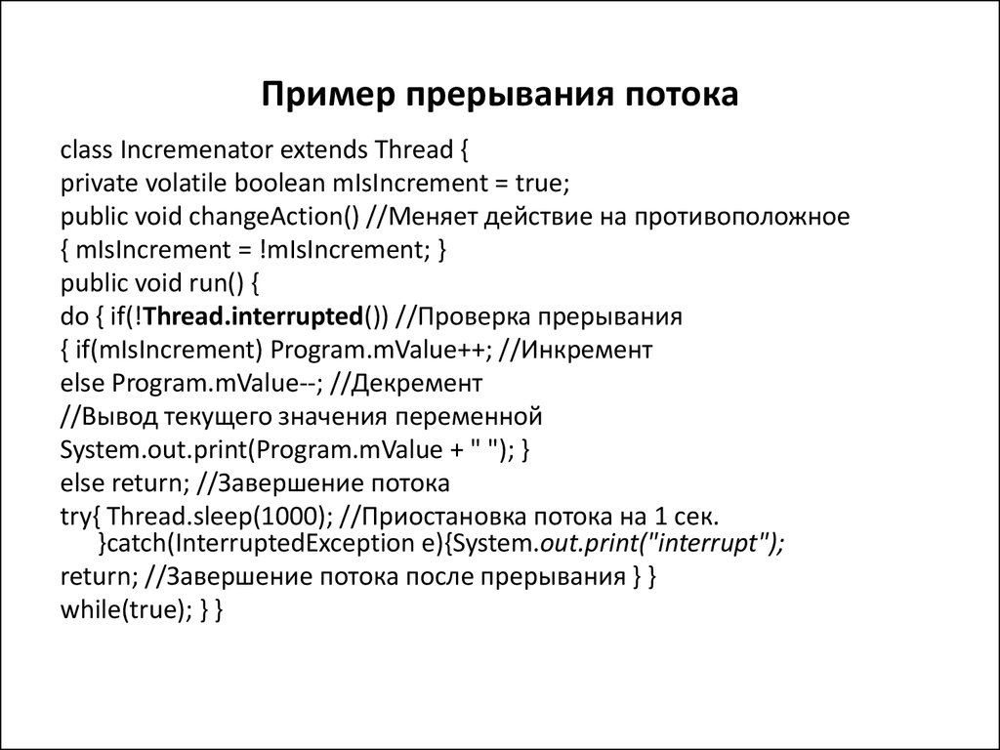 Пример прерывания потока
class Incremenator extends Thread {
private volatile boolean mIsIncrement = true;
public void changeAction() //Меняет действие на противоположное
{ mIsIncrement = !mIsIncrement; }
public void run() {
do { if(!Thread.interrupted()) //Проверка прерывания
{ if(mIsIncrement) Program.mValue++; //Инкремент
else Program.mValue--; //Декремент
//Вывод текущего значения переменной
System.out.print(Program.mValue + " "); }
else return; //Завершение потока
try{ Thread.sleep(1000); //Приостановка потока на 1 сек.
}catch(InterruptedException e){System.out.print("interrupt");
return; //Завершение потока после прерывания } }
while(true); } }